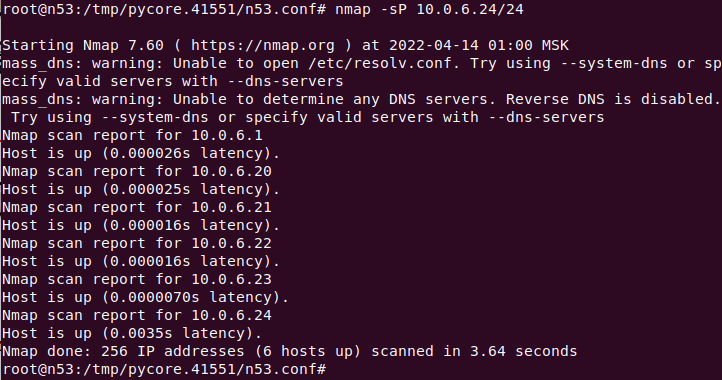 root@n53:/tmp/pycore.41551/n53.conf# nmap -sP 10.0.6.24/24
Starting Nmap 7.60 ( https://nmap.org ) at 2022-04-14 01:00 MSK
mass_dns: warning: Unable to open /etc/resolv.conf. Try using --system-dns or sp
ecify valid servers with --dns-servers
mass_dns: warning: Unable to determine any DNS servers. Reverse DNS is disabled.
 Try using --system-dns or specify valid servers with --dns-servers
Nmap scan report for 10.0.6.1
Host is up (0.000026s latency).
Nmap scan report for 10.0.6.20
Host is up (0.000025s latency).
Nmap scan report for 10.0.6.21
Host is up (0.000016s latency).
Nmap scan report for 10.0.6.22
Host is up (0.000016s latency).
Nmap scan report for 10.0.6.23
Host is up (0.0000070s latency).
Nmap scan report for 10.0.6.24
Host is up (0.0035s latency).
Nmap done: 256 IP addresses (6 hosts up) scanned in 3.64 seconds
root@n53:/tmp/pycore.41551/n53.conf#